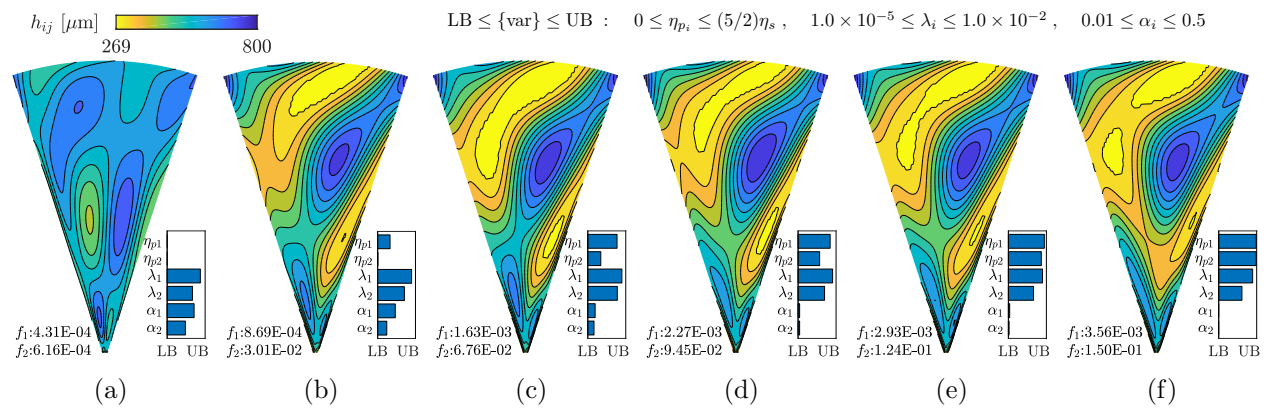 h_{ij} [μm]
269 800
LB ≤ {var} ≤ UB : 0 ≤ η_{p_i} ≤ (5/2)η_s , 1.0 × 10^{-5} ≤ λ_i ≤ 1.0 × 10^{-2} , 0.01 ≤ α_i ≤ 0.5
η_{p1}
η_{p2}
λ_1
λ_2
α_1
α_2
LB UB
f_1:4.31E-04
f_2:6.16E-04
(a)
η_{p1}
η_{p2}
λ_1
λ_2
α_1
α_2
LB UB
f_1:8.69E-04
f_2:3.01E-02
(b)
η_{p1}
η_{p2}
λ_1
λ_2
α_1
α_2
LB UB
f_1:1.63E-03
f_2:6.76E-02
(c)
η_{p1}
η_{p2}
λ_1
λ_2
α_1
α_2
LB UB
f_1:2.27E-03
f_2:9.45E-02
(d)
η_{p1}
η_{p2}
λ_1
λ_2
α_1
α_2
LB UB
f_1:2.93E-03
f_2:1.24E-01
(e)
η_{p1}
η_{p2}
λ_1
λ_2
α_1
α_2
LB UB
f_1:3.56E-03
f_2:1.50E-01
(f)